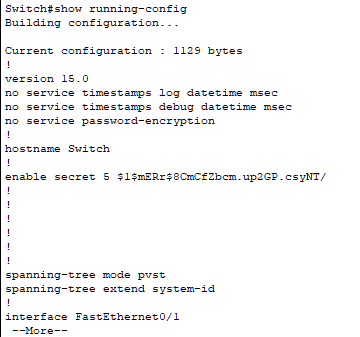 Switch#show running-config
Building configuration...
Current configuration : 1129 bytes
!
version 15.0
no service timestamps log datetime msec
no service timestamps debug datetime msec
no service password-encryption
!
hostname Switch
!
enable secret 5 $1$mERr$8CmCfZbcm.up2GP.csyNT/
!
!
!
!
!
!
spanning-tree mode pvst
spanning-tree extend system-id
!
interface FastEthernet0/1
--More--